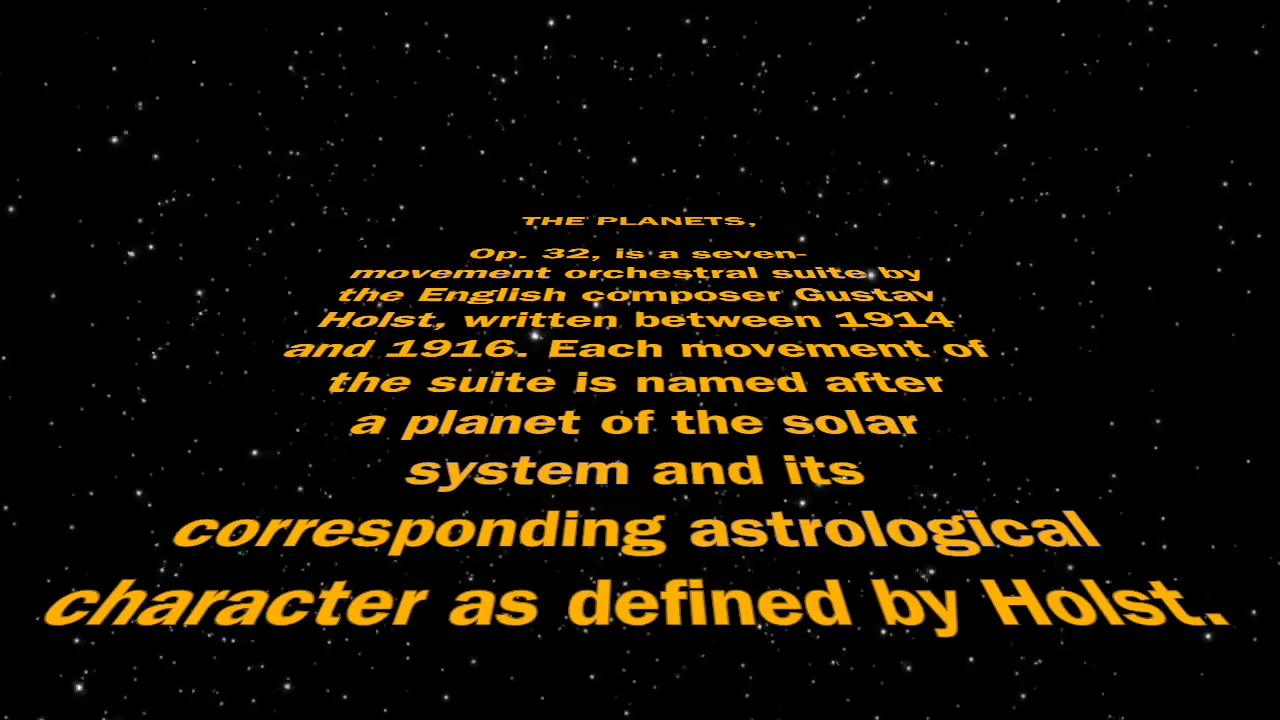 THE PLANETS,
Op. 32, is a seven-
movement orchestral suite by
the English composer Gustav
Holst, written between 1914
and 1916. Each movement of
the suite is named after
a planet of the solar
system and its
corresponding astrological
character as defined by Holst.